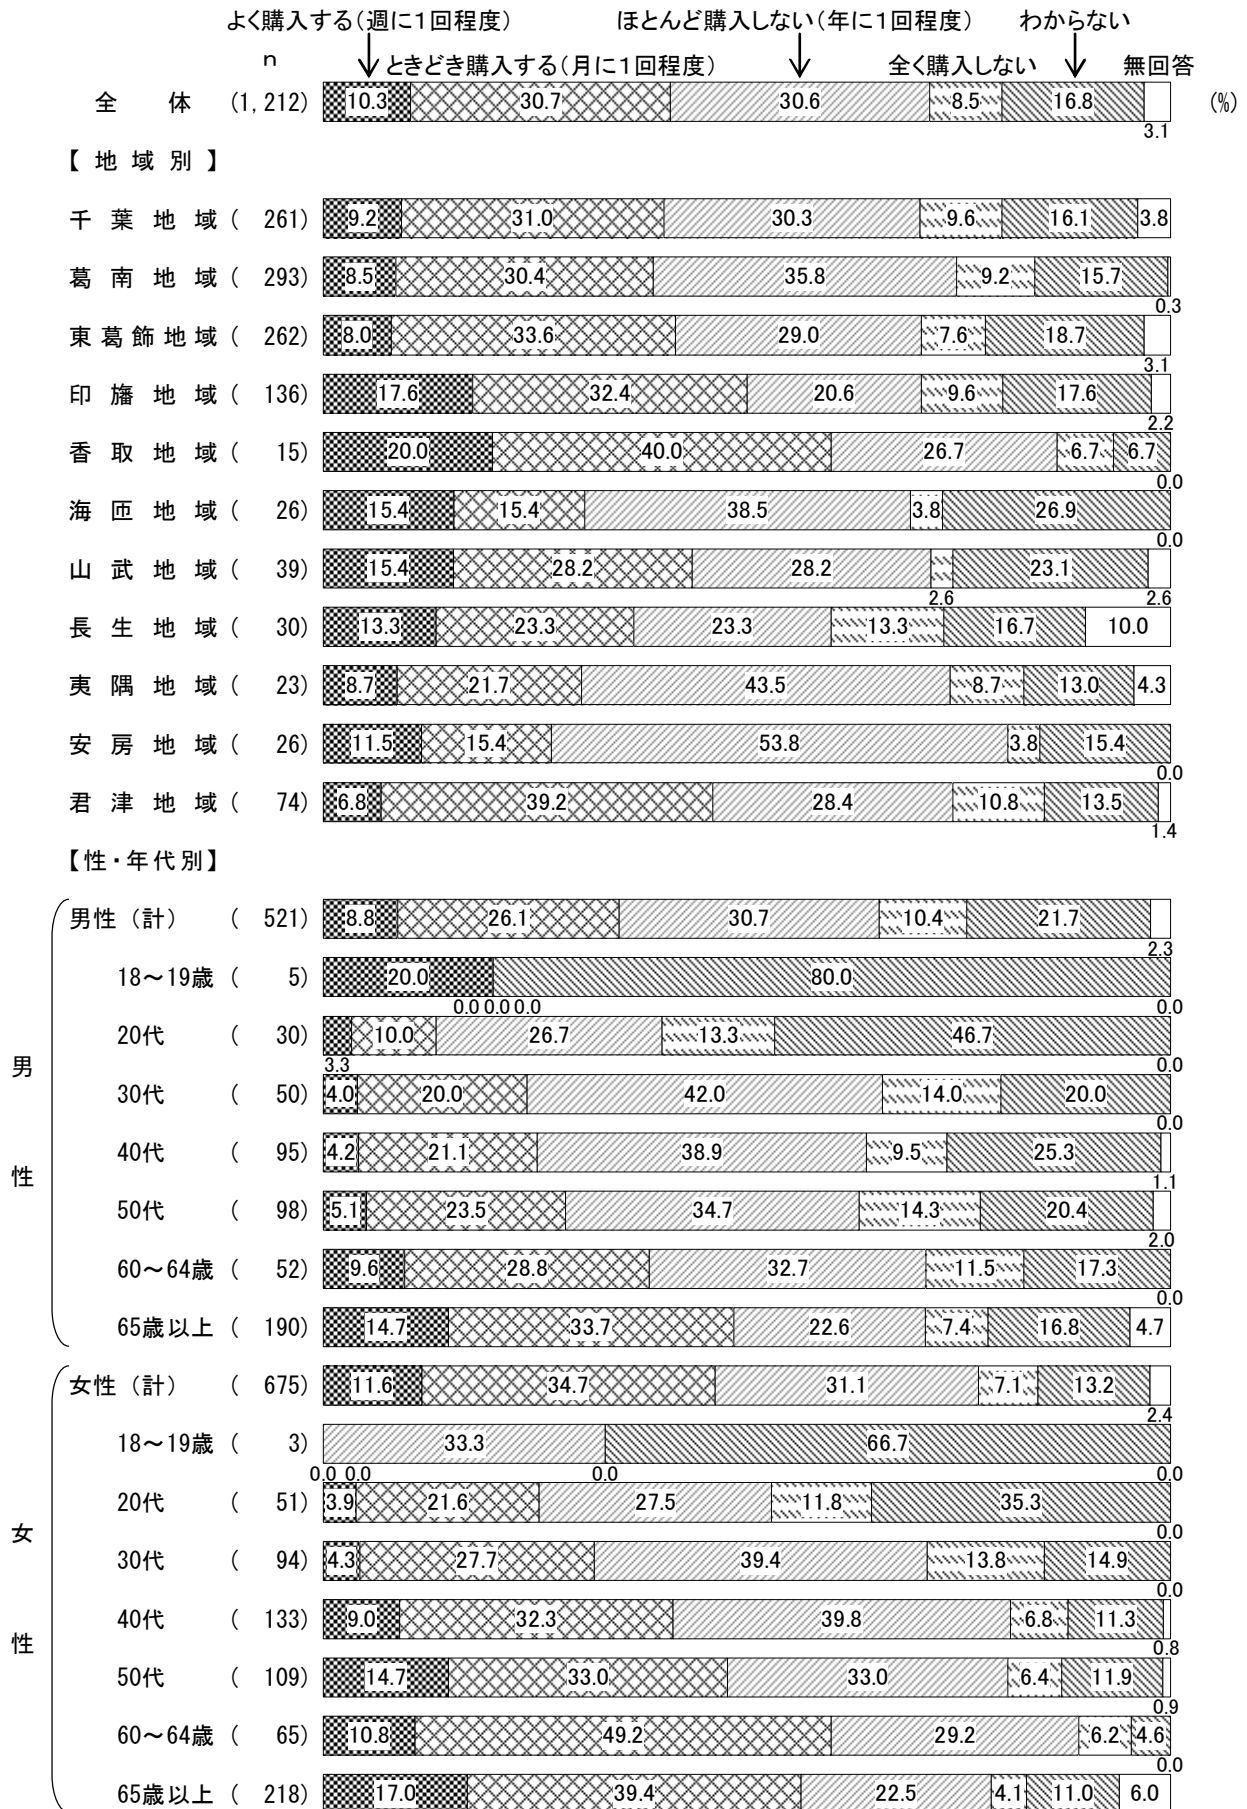 よく購入する(週に1回程度)　ほとんど購入しない(年に1回程度)　わからない
n　ときどき購入する(月に1回程度)　全く購入しない　無回答
全　体　(1,212)　10.3　30.7　30.6　8.5　16.8　(%)
3.1
【地域別】
千葉地域(261)　9.2　31.0　30.3　9.6　16.1　3.8
葛南地域(293)　8.5　30.4　35.8　9.2　15.7
0.3
東葛飾地域(262)　8.0　33.6　29.0　7.6　18.7
3.1
印旛地域(136)　17.6　32.4　20.6　9.6　17.6
2.2
香取地域(15)　20.0　40.0　26.7　6.7　6.7
0.0
海匝地域(26)　15.4　15.4　38.5　3.8　26.9
0.0
山武地域(39)　15.4　28.2　28.2　23.1
2.6　2.6
長生地域(30)　13.3　23.3　23.3　13.3　16.7　10.0
夷隅地域(23)　8.7　21.7　43.5　8.7　13.0　4.3
安房地域(26)　11.5　15.4　53.8　3.8　15.4
0.0
君津地域(74)　6.8　39.2　28.4　10.8　13.5
1.4
【性・年代別】
男性(計)　(521)　8.8　26.1　30.7　10.4　21.7
2.3
18～19歳(5)　20.0　80.0
0.0 0.0 0.0　0.0
20代　(30)　10.0　26.7　13.3　46.7
3.3　0.0
男
30代　(50)　4.0　20.0　42.0　14.0　20.0
0.0
40代　(95)　4.2　21.1　38.9　9.5　25.3
1.1
性
50代　(98)　5.1　23.5　34.7　14.3　20.4
2.0
60～64歳(52)　9.6　28.8　32.7　11.5　17.3
0.0
65歳以上(190)　14.7　33.7　22.6　7.4　16.8　4.7
女性(計)　(675)　11.6　34.7　31.1　7.1　13.2
2.4
18～19歳(3)　33.3　66.7
0.0 0.0　0.0　0.0
20代　(51)　3.9　21.6　27.5　11.8　35.3
0.0
女
30代　(94)　4.3　27.7　39.4　13.8　14.9
0.0
40代　(133)　9.0　32.3　39.8　6.8　11.3
0.8
性
50代　(109)　14.7　33.0　33.0　6.4　11.9
0.9
60～64歳(65)　10.8　49.2　29.2　6.2　4.6
0.0
65歳以上(218)　17.0　39.4　22.5　4.1　11.0　6.0